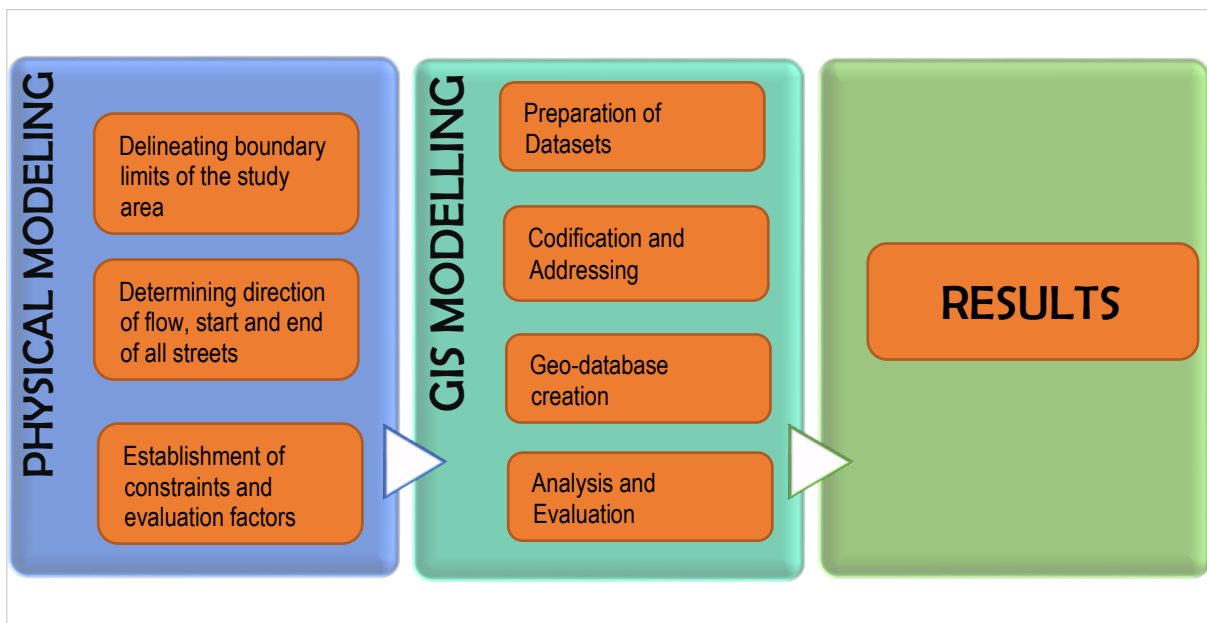 PHYSICAL MODELING
Delineating boundary
limits of the study
area
Determining direction
of flow, start and end
of all streets
Establishment of
constraints and
evaluation factors
GIS MODELLING
Preparation of
Datasets
Codification and
Addressing
Geo-database
creation
Analysis and
Evaluation
RESULTS